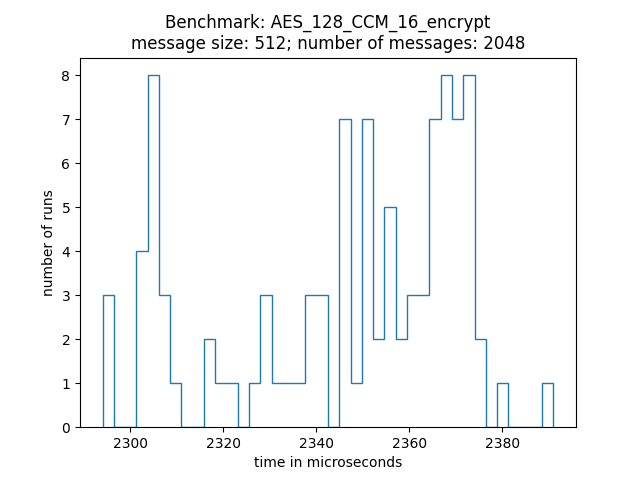 Benchmark: AES_128_CCM_16_encrypt
message size: 512; number of messages: 2048
8
7
6
5
4
3
2
1
0
number of runs
2300 2320 2340 2360 2380
time in microseconds